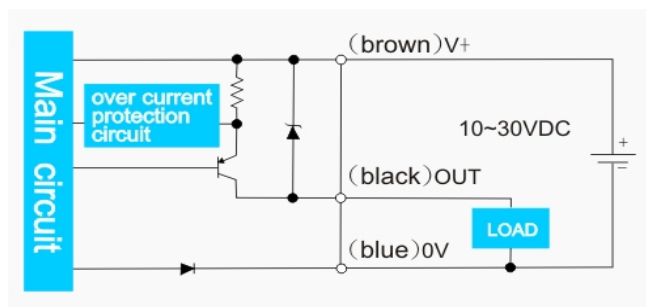 (brown)V+
Main circuit
over current
protection
circuit
10~30VDC
+
−
(black)OUT
LOAD
(blue)0V